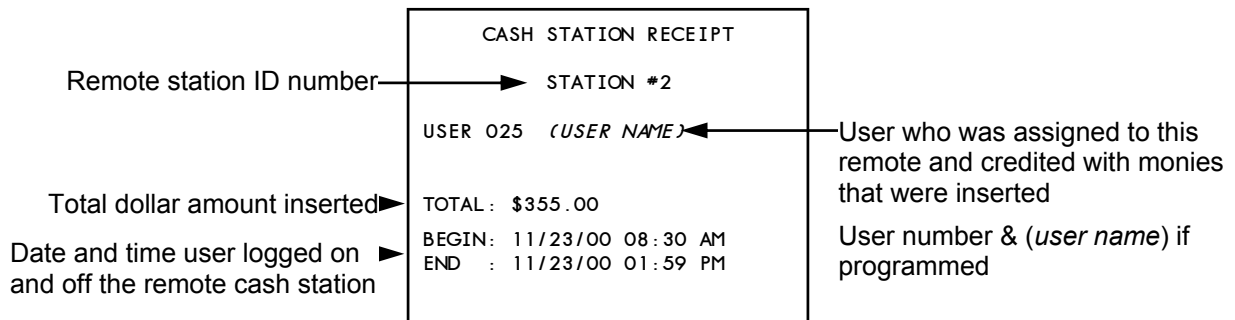 CASH STATION RECEIPT
Remote station ID number
STATION #2
USER 025 (USER NAME)
User who was assigned to this
remote and credited with monies
that were inserted
Total dollar amount inserted
TOTAL: $355.00
User number & (user name) if
programmed
Date and time user logged on
and off the remote cash station
BEGIN: 11/23/00 08:30 AM
END : 11/23/00 01:59 PM